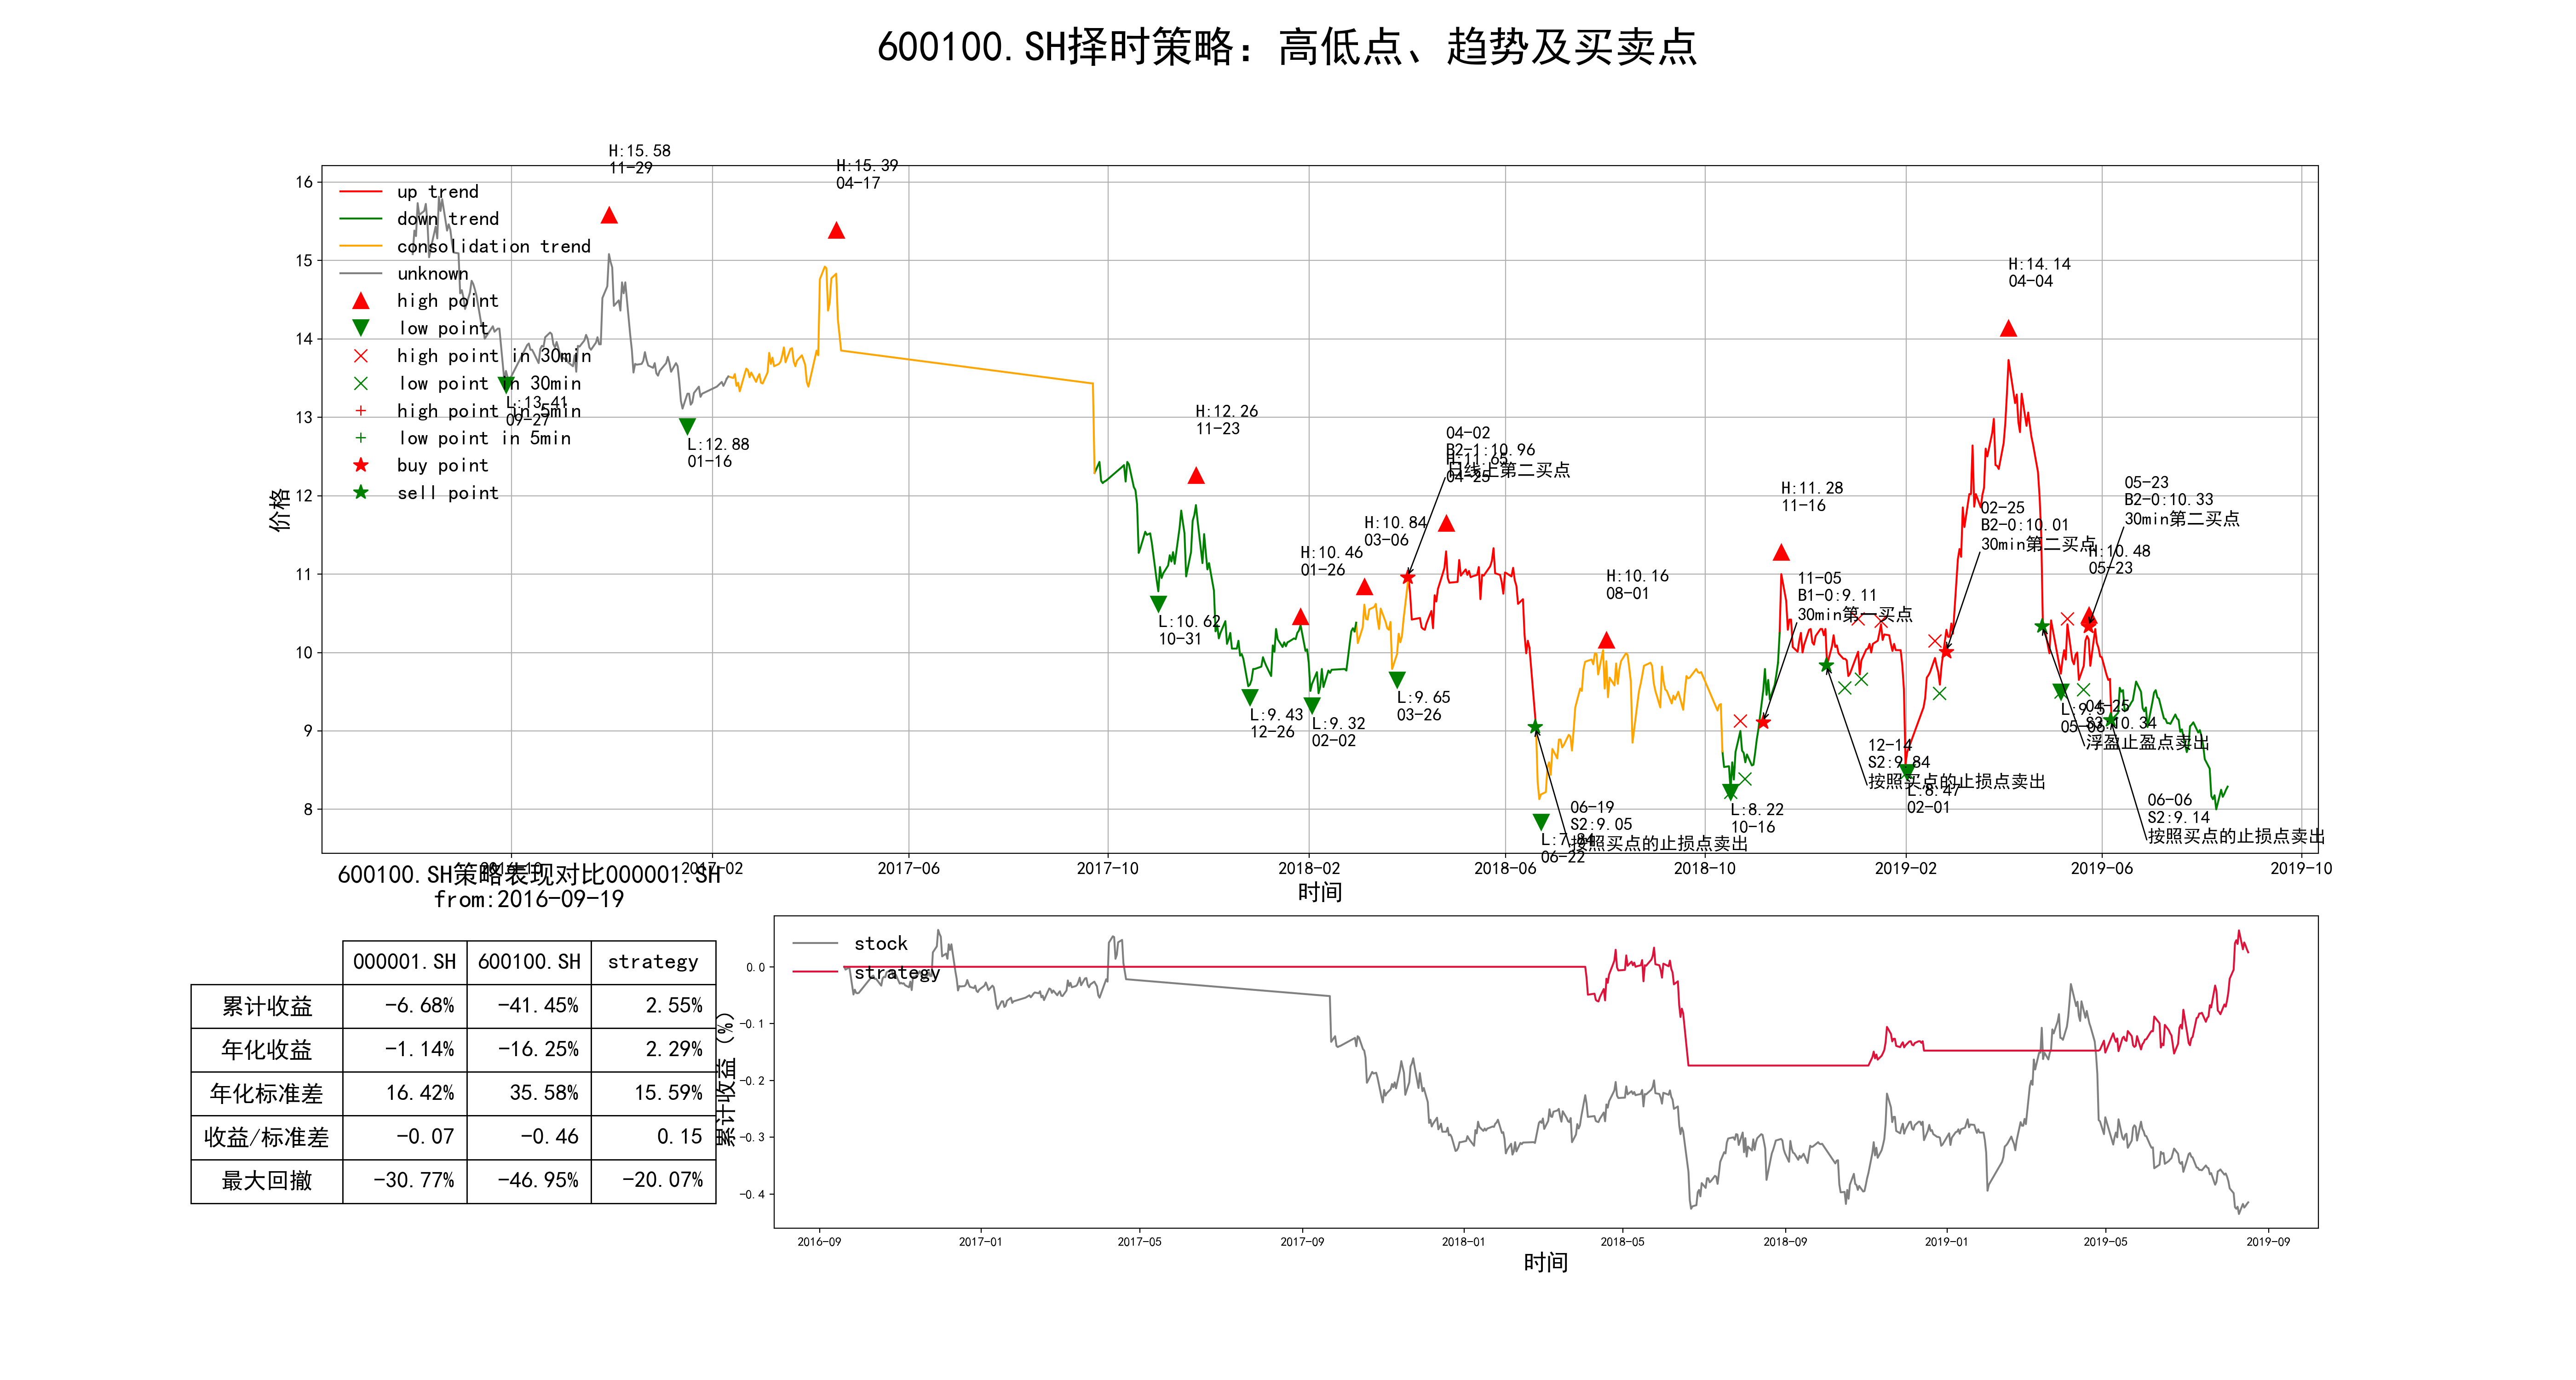 600100.SH择时策略：高低点、趋势及买卖点
H:15.58
11-29
H:15.39
04-17
16
15
14
13
12
11
10
9
8
价格
up trend
down trend
consolidation trend
unknown
high point
low point
high point in 30min
low point in 30min
high point in 5min
low point in 5min
buy point
sell point
L:13.41
09-27
L:12.88
01-16
H:12.26
11-23
L:10.62
10-31
L:9.43
12-26
H:10.46
01-26
L:9.32
02-02
H:10.84
03-06
L:9.65
03-26
04-02
B2-1:10.96
日线上第二买点
H:11.65
04-25
06-19
S2:9.05
按照买点的止损点卖出
L:7.84
06-22
H:10.16
08-01
L:8.22
10-16
11-05
B1-0:9.11
30min第一买点
H:11.28
11-16
12-14
S2:9.84
按照买点的止损点卖出
L:8.47
02-01
02-25
B2-0:10.01
30min第二买点
H:14.14
04-04
04-25
S3:10.34
浮盈止盈点卖出
05-23
B2-0:10.33
30min第二买点
H:10.48
05-23
06-06
S2:9.14
按照买点的止损点卖出
2016-10
2017-02
2017-06
2017-10
2018-02
2018-06
2018-10
2019-02
2019-06
2019-10
时间
600100.SH策略表现对比000001.SH
from:2016-09-19
000001.SH 600100.SH strategy
累计收益 -6.68% -41.45% 2.55%
年化收益 -1.14% -16.25% 2.29%
年化标准差 16.42% 35.58% 15.59%
收益/标准差 -0.07 -0.46 0.15
最大回撤 -30.77% -46.95% -20.07%
累计收益（%）
0.0
-0.1
-0.2
-0.3
-0.4
stock
strategy
2016-09
2017-01
2017-05
2017-09
2018-01
2018-05
2018-09
2019-01
2019-05
2019-09
时间